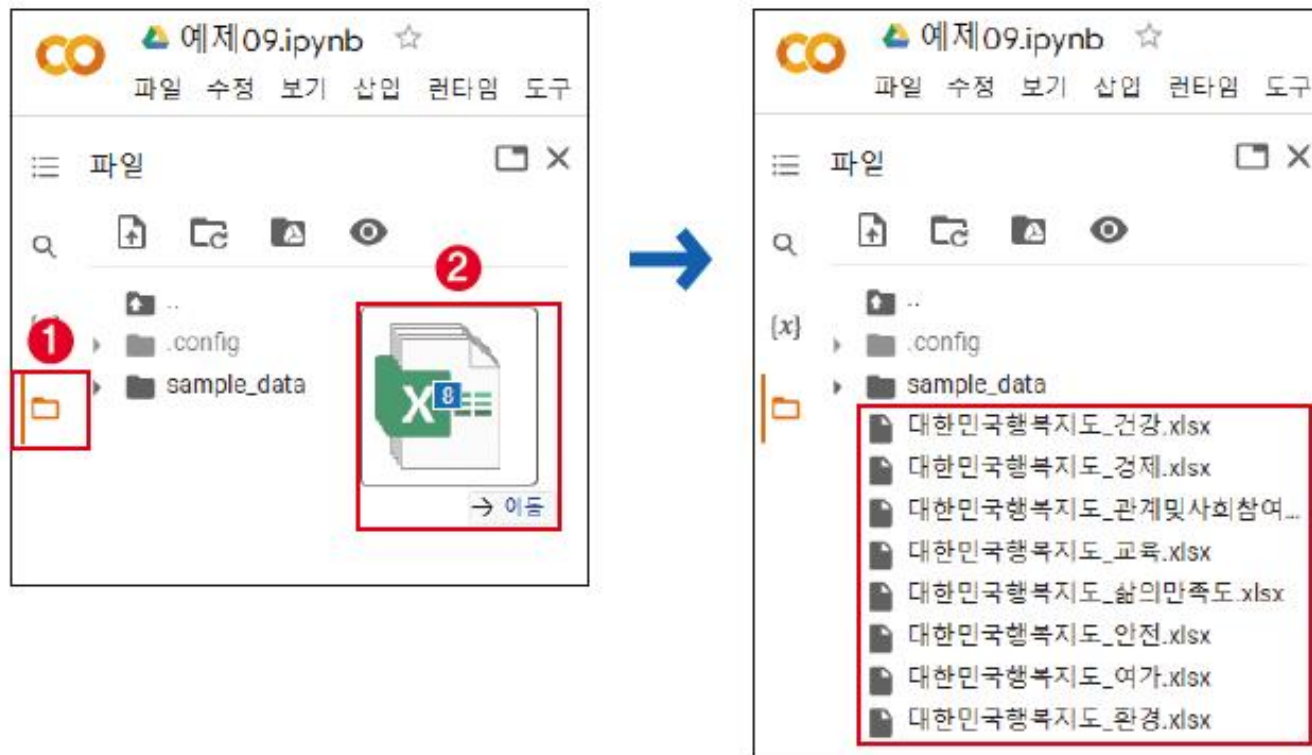 예제09.ipynb
파일 수정 보기 삽입 런타임 도구
파일
..
.config
sample_data
1
2
X 8
→ 이동
예제09.ipynb
파일 수정 보기 삽입 런타임 도구
파일
{x}
..
.config
sample_data
대한민국행복지도_건강.xlsx
대한민국행복지도_경제.xlsx
대한민국행복지도_관계및사회참여...
대한민국행복지도_교육.xlsx
대한민국행복지도_삶의만족도.xlsx
대한민국행복지도_안전.xlsx
대한민국행복지도_여가.xlsx
대한민국행복지도_환경.xlsx